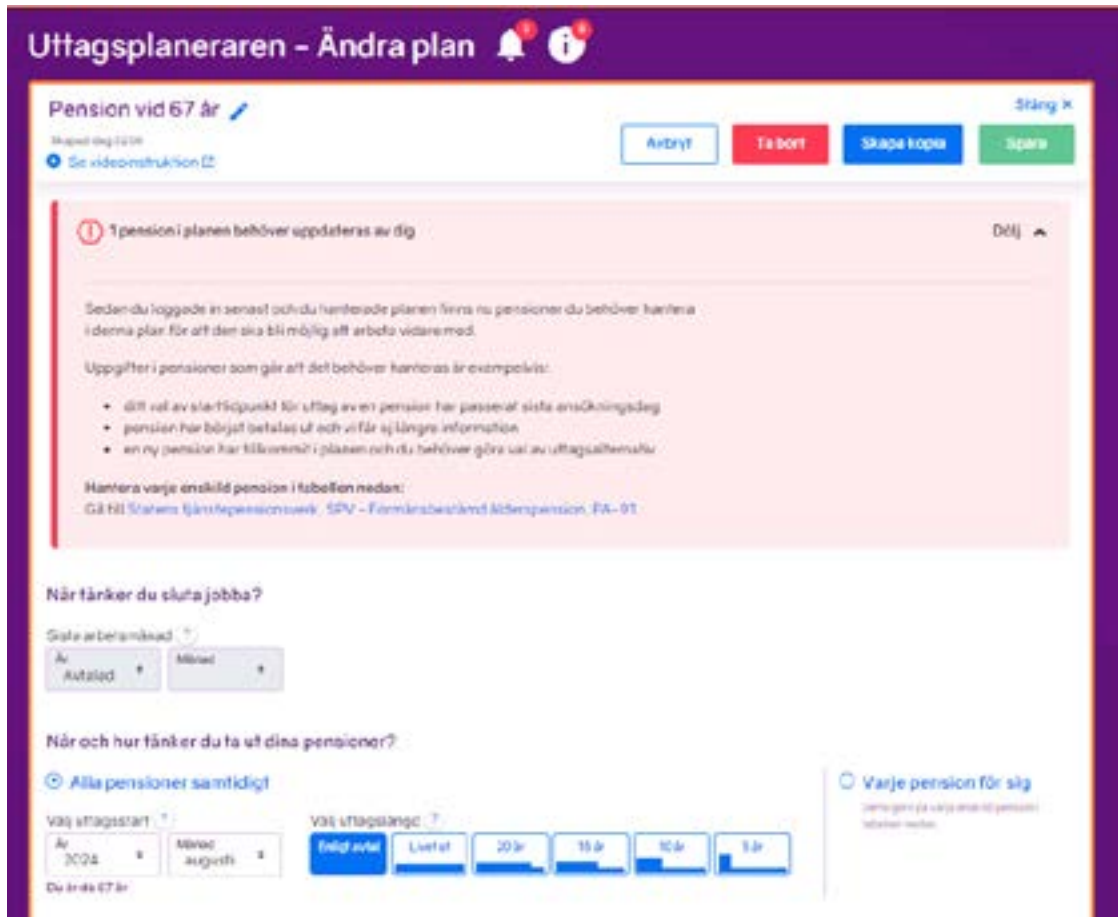 Uttagsplaneraren – Ändra plan
Pension vid 67 år
Stäng ×
Skapad idag
Se videoinstruktion
Avbryt
Ta bort
Skapa kopia
Spara
1 pension i planen behöver uppdateras av dig
Dölj
Sedan du loggade in senast och du hanterade planen finns nu pensioner du behöver hantera
i denna plan för att den ska bli möjlig att arbeta vidare med.
Uppgifter i pensioner som gör att det behöver hanteras är exempelvis:
• ditt val av starttidpunkt för uttag av en pension har passerat sista ansökningsdag
• pension har börjat betalas ut och vi får ej längre information
• en ny pension har tillkommit i planen och du behöver göra val av uttagsalternativ
Hantera varje enskild pension i tabellen nedan:
Gå till Statens tjänstepensionsverk, SPV – Förmånsbestämd ålderspension, PA-91
När tänker du sluta jobba?
Sista arbetsmånad ?
År
Månad
Avtalad
När och hur tänker du ta ut dina pensioner?
Alla pensioner samtidigt
Varje pension för sig
Välj uttagsstart ?
Välj uttagslängd ?
År
2024
Månad
augusti
Enligt avtal
Livet ut
20 år
15 år
10 år
5 år
Du är då 67 år